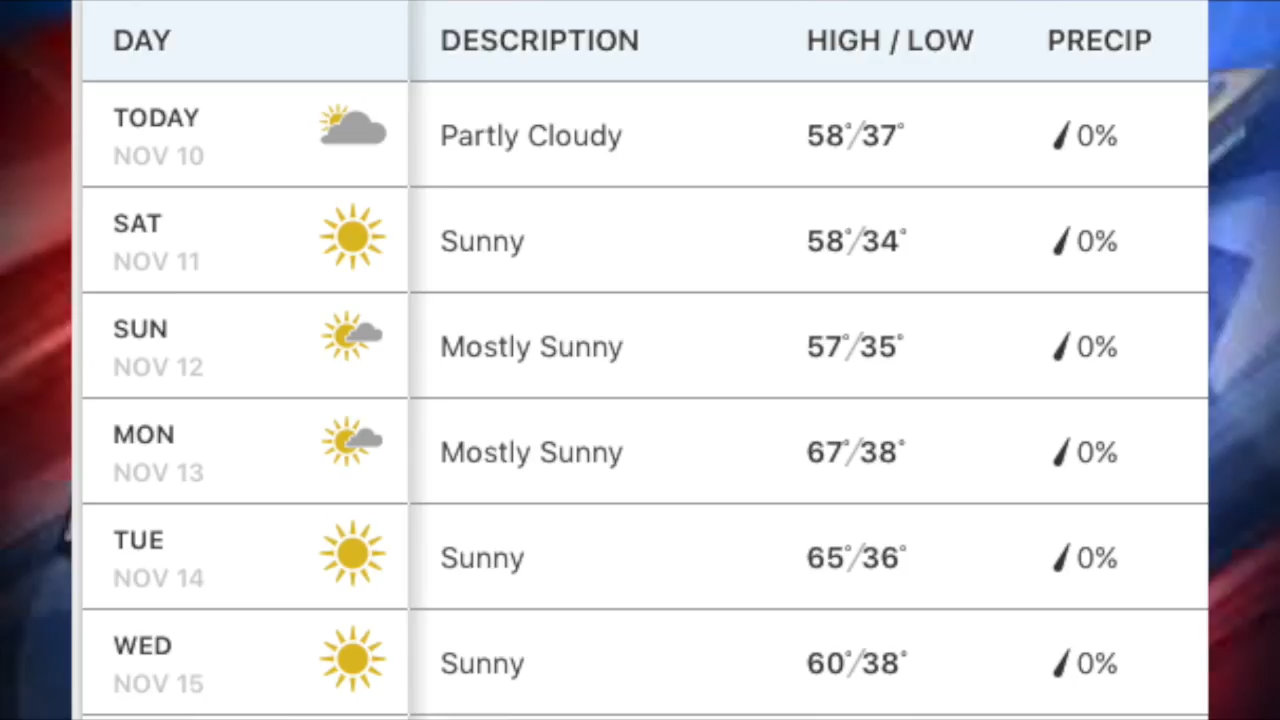 DAY DESCRIPTION HIGH / LOW PRECIP
TODAY
NOV 10
Partly Cloudy 58°/37° 0%
SAT
NOV 11
Sunny 58°/34° 0%
SUN
NOV 12
Mostly Sunny 57°/35° 0%
MON
NOV 13
Mostly Sunny 67°/38° 0%
TUE
NOV 14
Sunny 65°/36° 0%
WED
NOV 15
Sunny 60°/38° 0%